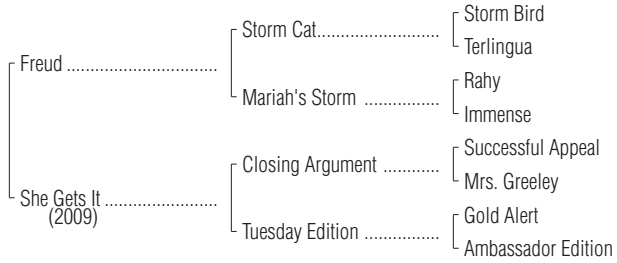 Storm Bird
Storm Cat..........................
Terlingua
Freud ................................
Rahy
Mariah's Storm ................
Immense
Successful Appeal
Closing Argument ............
Mrs. Greeley
She Gets It ........................
(2009)
Gold Alert
Tuesday Edition ................
Ambassador Edition